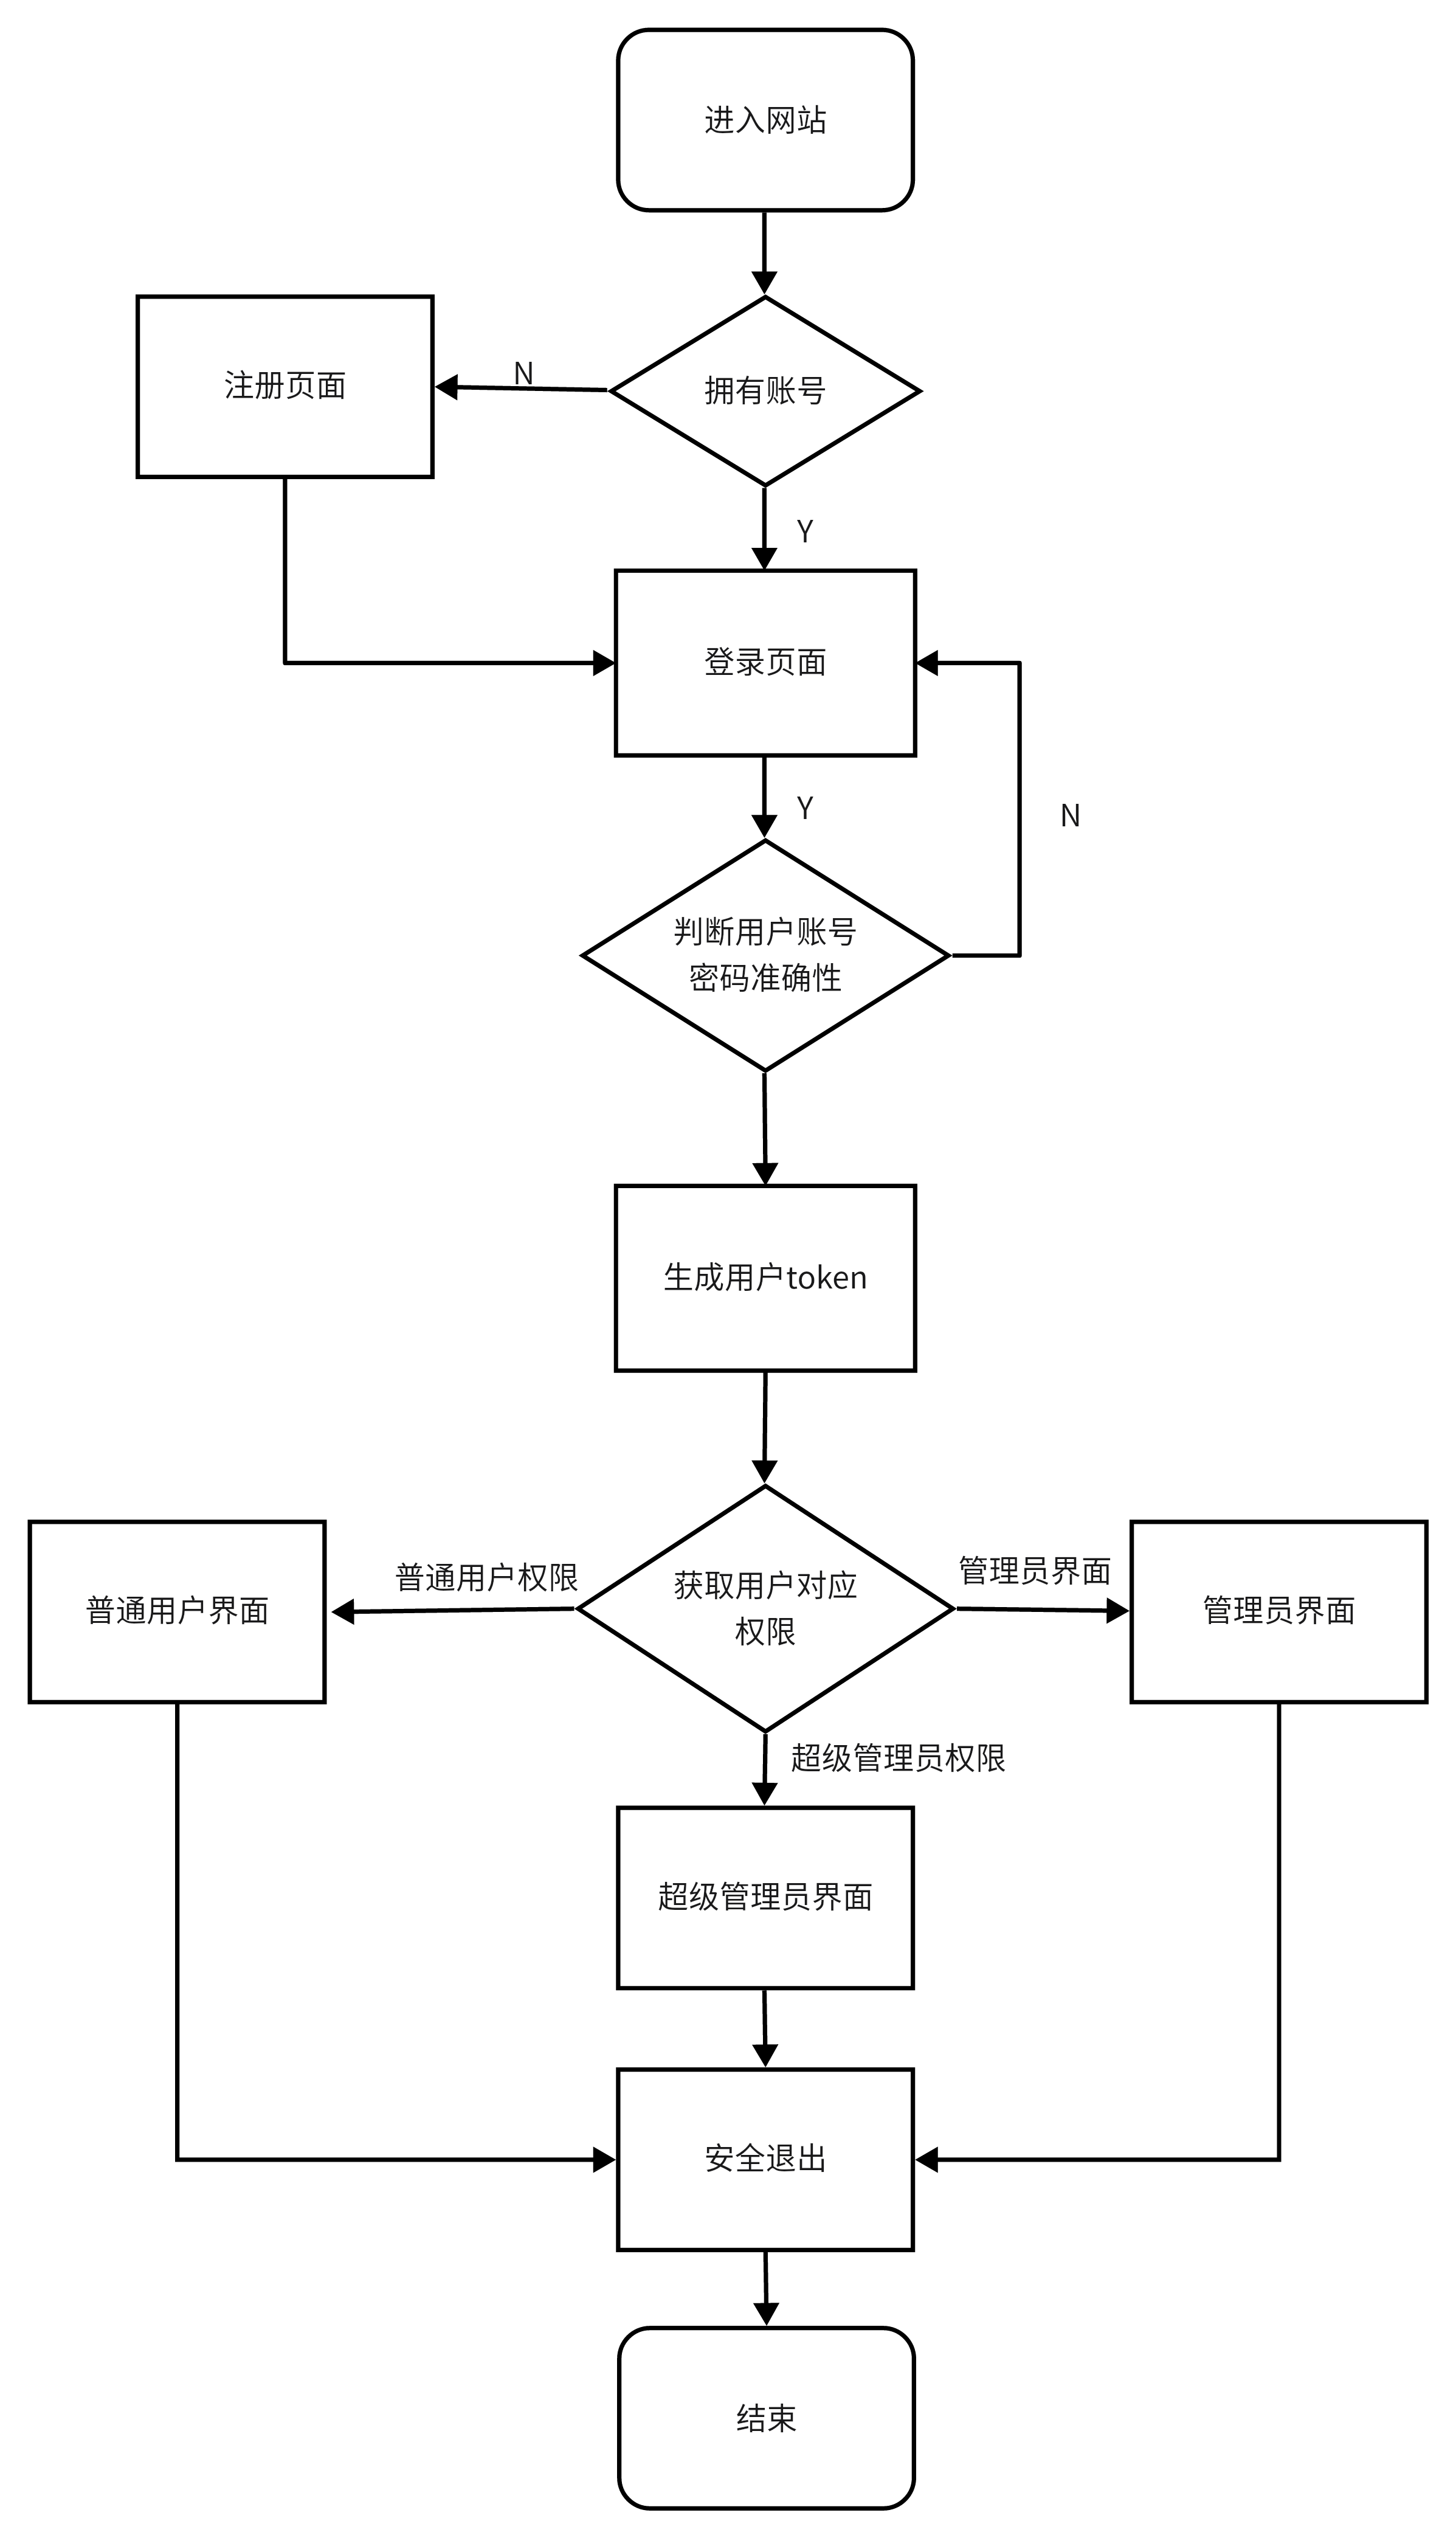 进入网站
N
注册页面
拥有账号
Y
登录页面
Y
N
判断用户账号
密码准确性
生成用户token
普通用户权限
管理员界面
普通用户界面
获取用户对应
权限
管理员界面
超级管理员权限
超级管理员界面
安全退出
结束